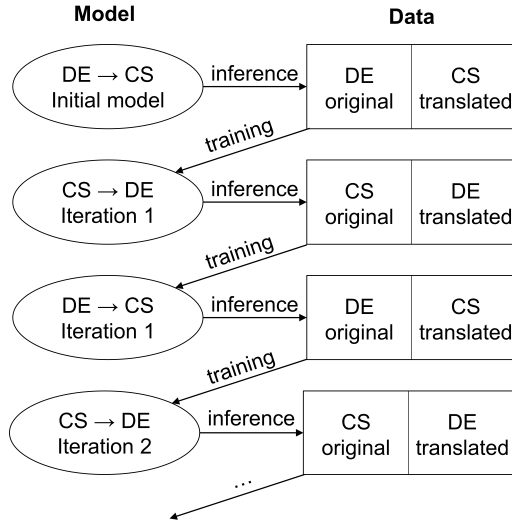 Model
Data
DE → CS
Initial model
inference
DE
original
CS
translated
training
CS → DE
Iteration 1
inference
CS
original
DE
translated
training
DE → CS
Iteration 1
inference
DE
original
CS
translated
training
CS → DE
Iteration 2
inference
CS
original
DE
translated
...